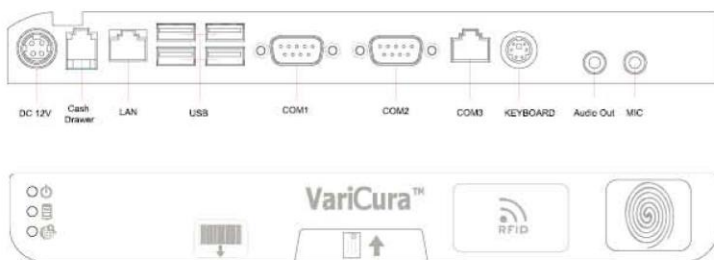 DC 12V
Cash
Drawer
LAN
USB
COM1
COM2
COM3
KEYBOARD
Audio Out
MIC
VariCura™
RFID